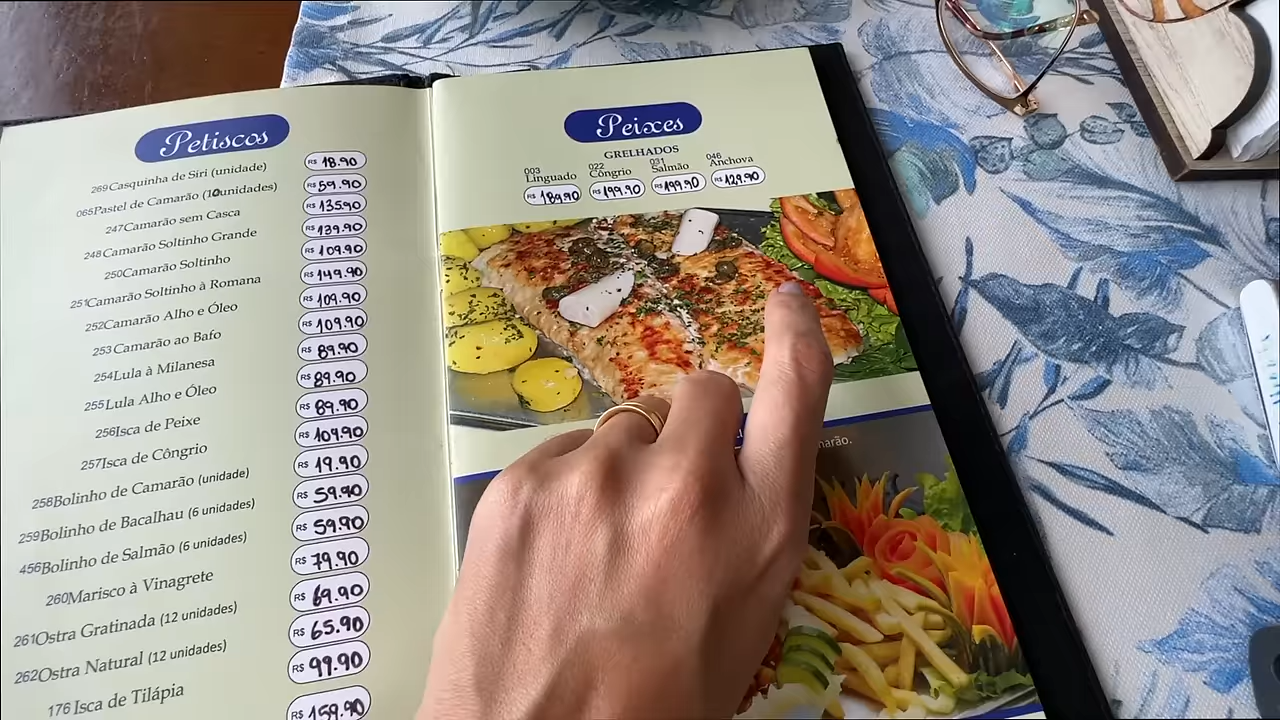 Petiscos
269 Casquinha de Siri (unidade) R$ 18.90
065 Pastel de Camarão (10unidades) R$ 59.90
247 Camarão sem Casca R$ 135.90
248 Camarão Soltinho Grande R$ 139.90
250 Camarão Soltinho R$ 109.90
251 Camarão Soltinho à Romana R$ 149.90
252 Camarão Alho e Óleo R$ 109.90
253 Camarão ao Bafo R$ 109.90
254 Lula à Milanesa R$ 89.90
255 Lula Alho e Óleo R$ 89.90
256 Isca de Peixe R$ 89.90
257 Isca de Côngrio R$ 109.90
258 Bolinho de Camarão (unidade) R$ 19.90
259 Bolinho de Bacalhau (6 unidades) R$ 59.90
456 Bolinho de Salmão (6 unidades) R$ 59.90
260 Marisco à Vinagrete R$ 79.90
261 Ostra Gratinada (12 unidades) R$ 69.90
262 Ostra Natural (12 unidades) R$ 65.90
176 Isca de Tilápia R$ 99.90
R$ 159.90
Peixes
GRELHADOS
003 022 031 046
Linguado Côngrio Salmão Anchova
R$ 189.90 R$ 199.90 R$ 199.90 R$ 129.90